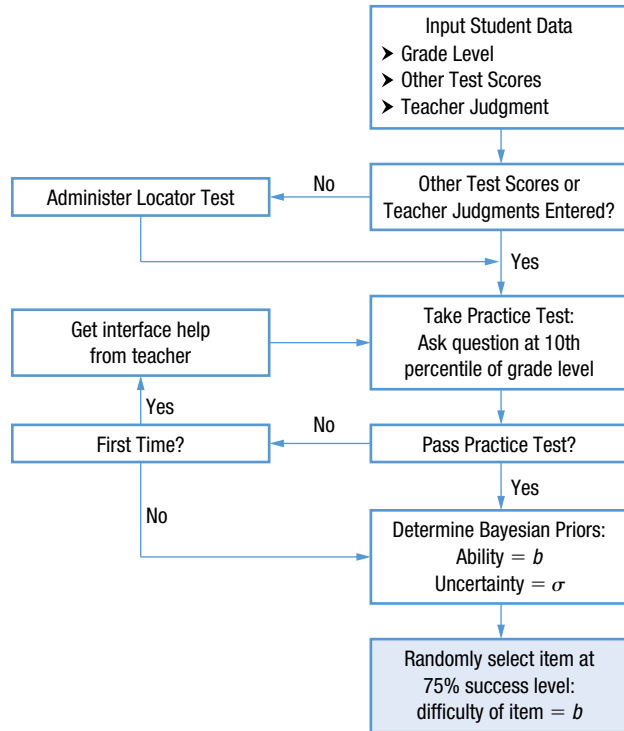 Input Student Data
➤ Grade Level
➤ Other Test Scores
➤ Teacher Judgment
No
Administer Locator Test
Other Test Scores or
Teacher Judgments Entered?
Yes
Get interface help
from teacher
Take Practice Test:
Ask question at 10th
percentile of grade level
Yes
No
First Time?
Pass Practice Test?
Yes
No
Determine Bayesian Priors:
Ability = b
Uncertainty = σ
Randomly select item at
75% success level:
difficulty of item = b